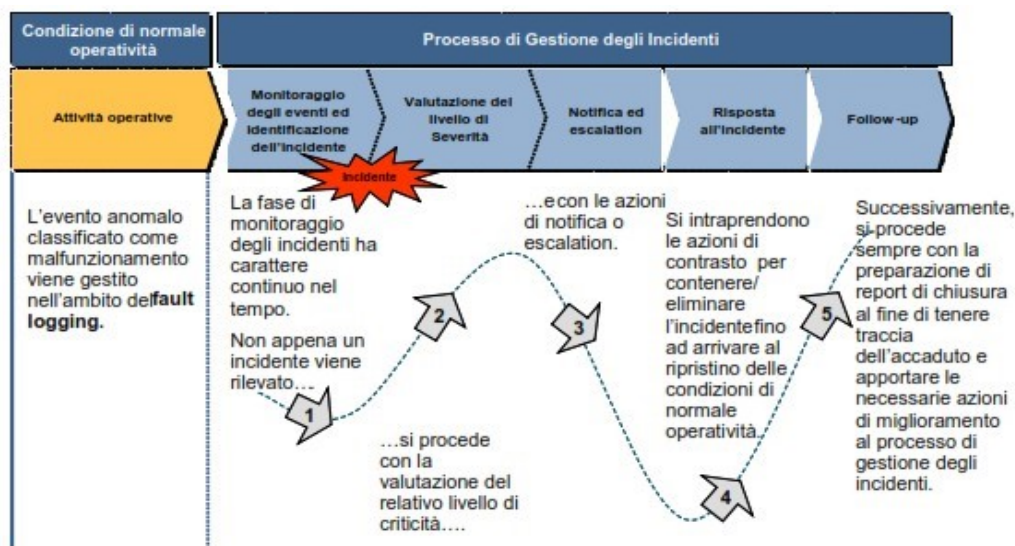 Condizione di normale
operatività
Processo di Gestione degli Incidenti
Attività operative
Monitoraggio
degli eventi ed
identificazione
dell'incidente
Valutazione del
livello di
Severità
Notifica ed
escalation
Risposta
all'incidente
Follow-up
Incidente
L'evento anomalo
classificato come
malfunzionamento
viene gestito
nell'ambito del fault
logging.
La fase di
monitoraggio
degli incidenti ha
carattere
continuo nel
tempo.
Non appena un
incidente viene
rilevato….
1
…si procede
con la
valutazione del
relativo livello di
criticità….
2
…e con le azioni
di notifica o
escalation.
3
Si intraprendono
le azioni di
contrasto per
contenere/
eliminare
l'incidente fino
ad arrivare al
ripristino delle
condizioni di
normale
operatività.
4
5
Successivamente,
si procede
sempre con la
preparazione di
report di chiusura
al fine di tenere
traccia
dell'accaduto e
apportare le
necessarie azioni
di miglioramento
al processo di
gestione degli
incidenti.